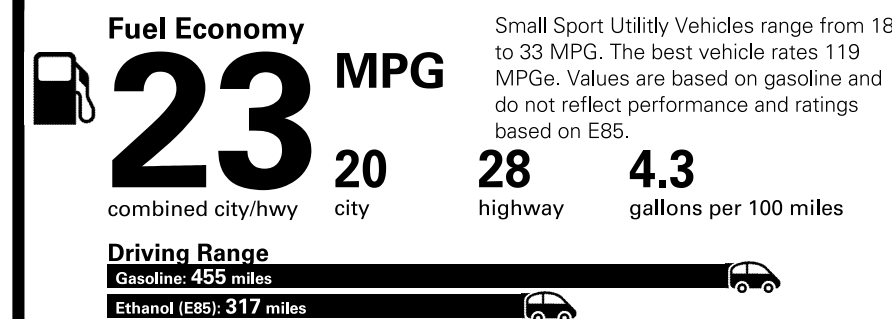 Fuel Economy
23 MPG
combined city/hwy
Small Sport Utilitly Vehicles range from 18
to 33 MPG. The best vehicle rates 119
MPGe. Values are based on gasoline and
do not reflect performance and ratings
based on E85.
20
city
28
highway
4.3
gallons per 100 miles
Driving Range
Gasoline: 455 miles
Ethanol (E85): 317 miles